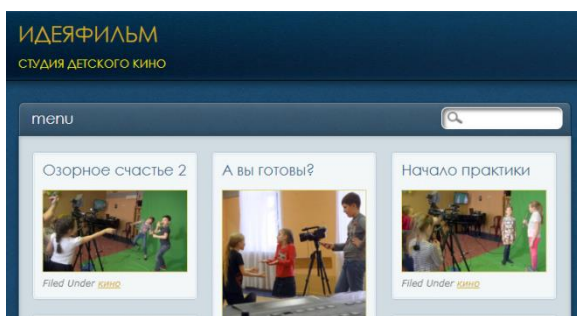 ИДЕЯФИЛЬМ
СТУДИЯ ДЕТСКОГО КИНО
menu
Озорное счастье 2
А вы готовы?
Начало практики
Filed Under кино
Filed Under кино